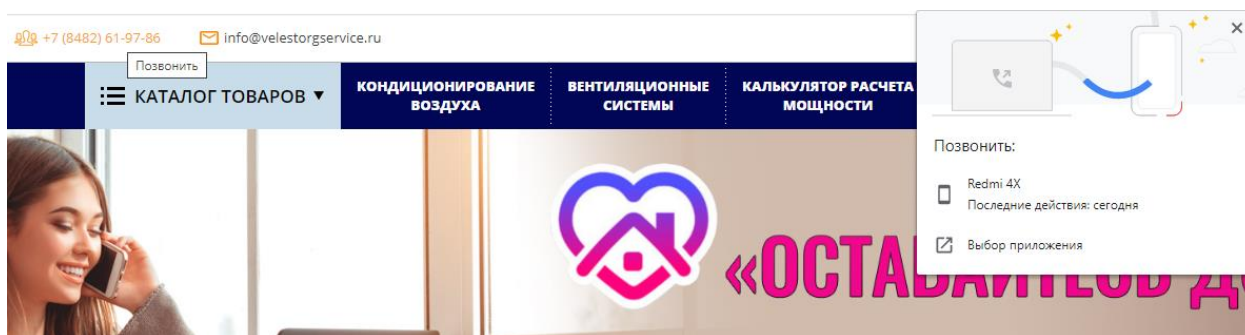 +7 (8482) 61-97-86
info@velestorgservice.ru
Позвонить
КАТАЛОГ ТОВАРОВ ▼
КОНДИЦИОНИРОВАНИЕ
ВОЗДУХА
ВЕНТИЛЯЦИОННЫЕ
СИСТЕМЫ
КАЛЬКУЛЯТОР РАСЧЕТА
МОЩНОСТИ
Позвонить:
Redmi 4X
Последние действия: сегодня
Выбор приложения
«ОСТАВАЙТЕСЬ